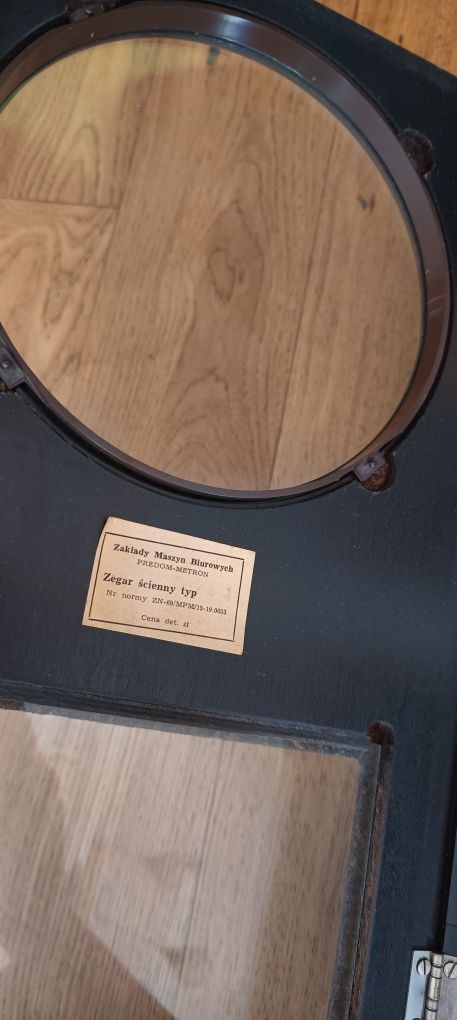 Zakłady Maszyn Biurowych
PREDOM-METRON
Zegar ścienny typ
Nr normy ZN-69/MPM/19-19.0033
Cena det. zł